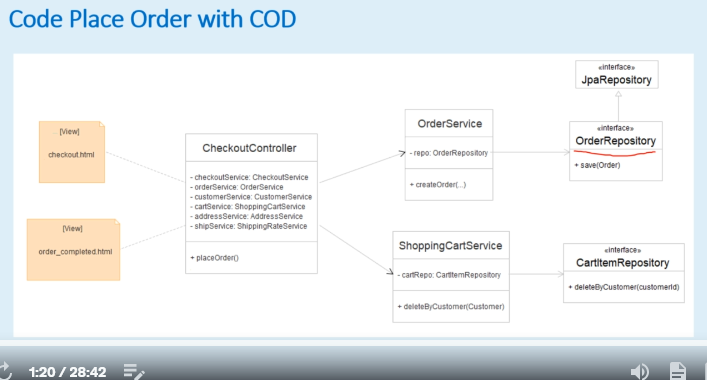 Code Place Order with COD
«interface»
JpaRepository
[View]
checkout.html
CheckoutController
- checkoutService: CheckoutService
- orderService: OrderService
- customerService: CustomerService
- cartService: ShoppingCartService
- addressService: AddressService
- shipService: ShippingRateService
+ placeOrder()
OrderService
- repo: OrderRepository
+ createOrder(...)
«interface»
OrderRepository
+ save(Order)
[View]
order_completed.html
ShoppingCartService
- cartRepo: CartItemRepository
+ deleteByCustomer(Customer)
«interface»
CartItemRepository
+ deleteByCustomer(customerId)
1:20 / 28:42